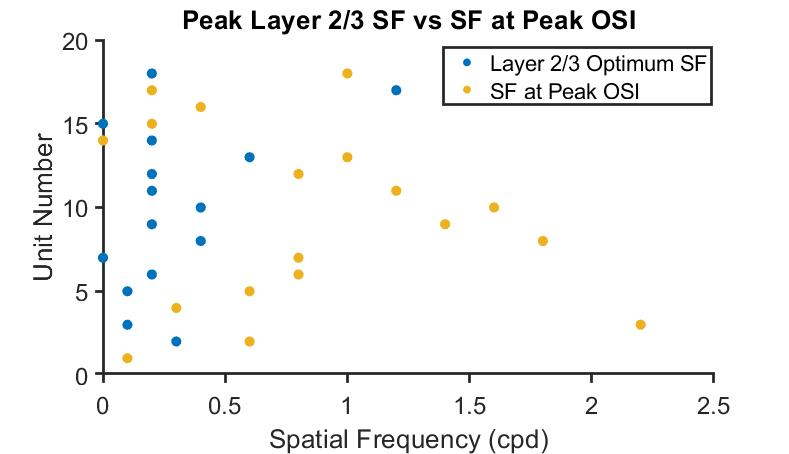 Peak Layer 2/3 SF vs SF at Peak OSI
20
Layer 2/3 Optimum SF
SF at Peak OSI
15
10
5
0
Unit Number
0 0.5 1 1.5 2 2.5
Spatial Frequency (cpd)